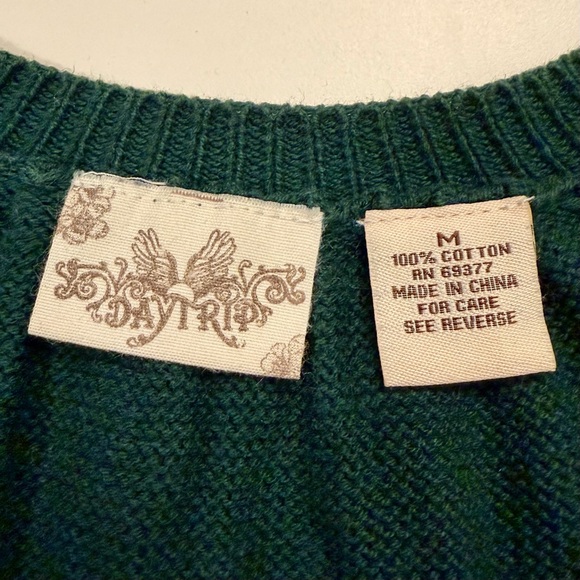 DAYTRIP
M
100% COTTON
RN 69377
MADE IN CHINA
FOR CARE
SEE REVERSE